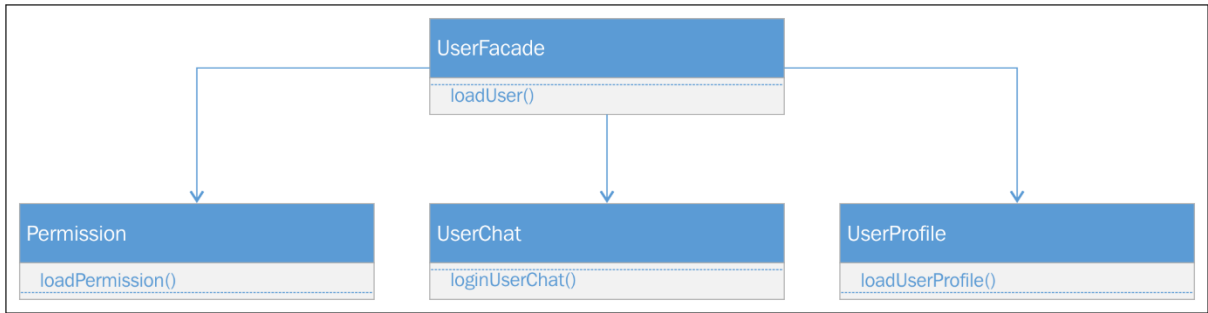 UserFacade
loadUser()
Permission
loadPermission()
UserChat
loginUserChat()
UserProfile
loadUserProfile()